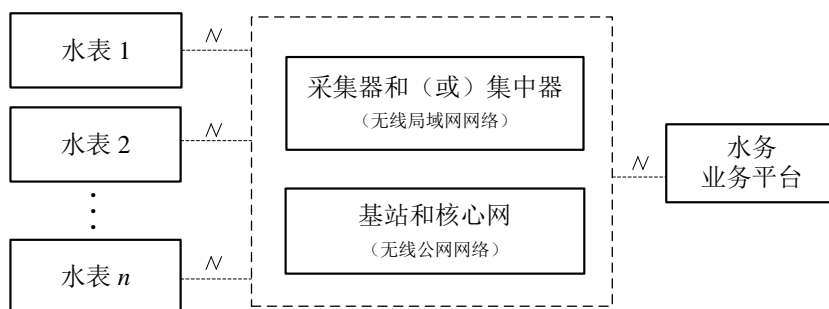 水表 1
水表 2
水表 n
采集器和（或）集中器
（无线局域网网络）
基站和核心网
（无线公网网络）
水务
业务平台